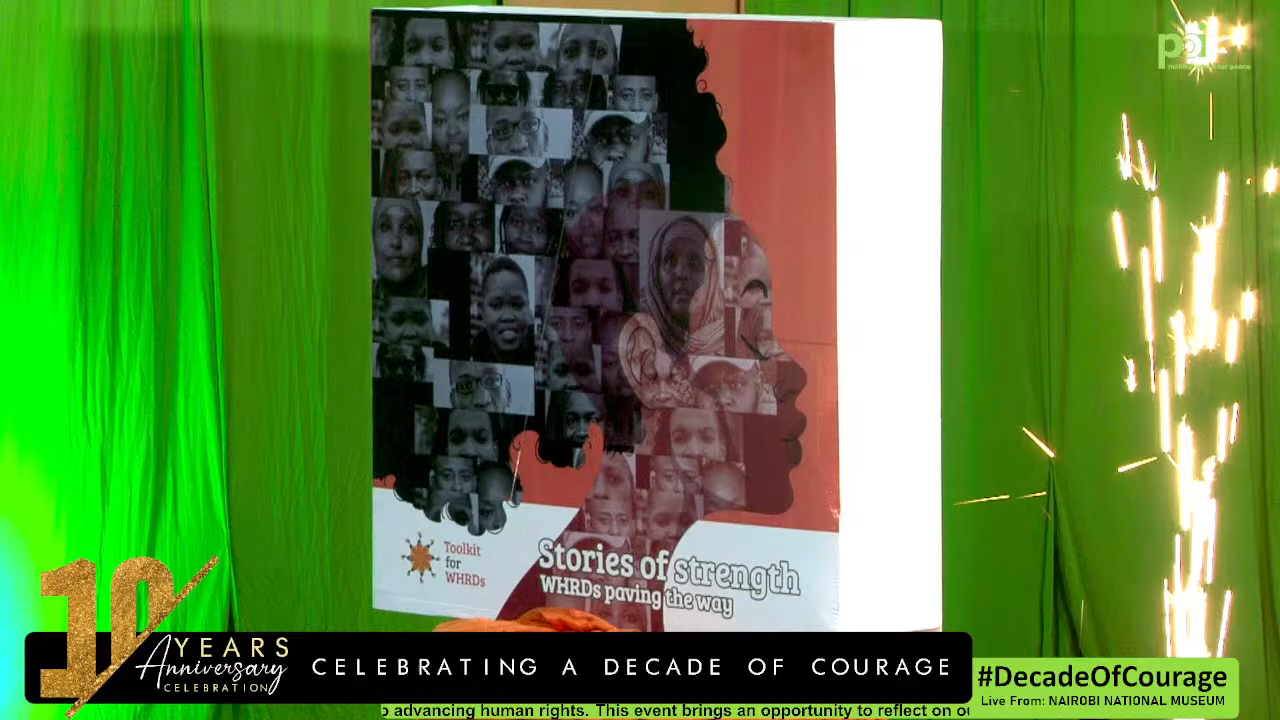 Toolkit
for
WHRDs
Stories of strength
WHRDs paving the way
10
YEARS
Anniversary
CELEBRATION
CELEBRATING A DECADE OF COURAGE
#DecadeOfCourage
Live From: NAIROBI NATIONAL MUSEUM
advancing human rights. This event brings an opportunity to reflect on